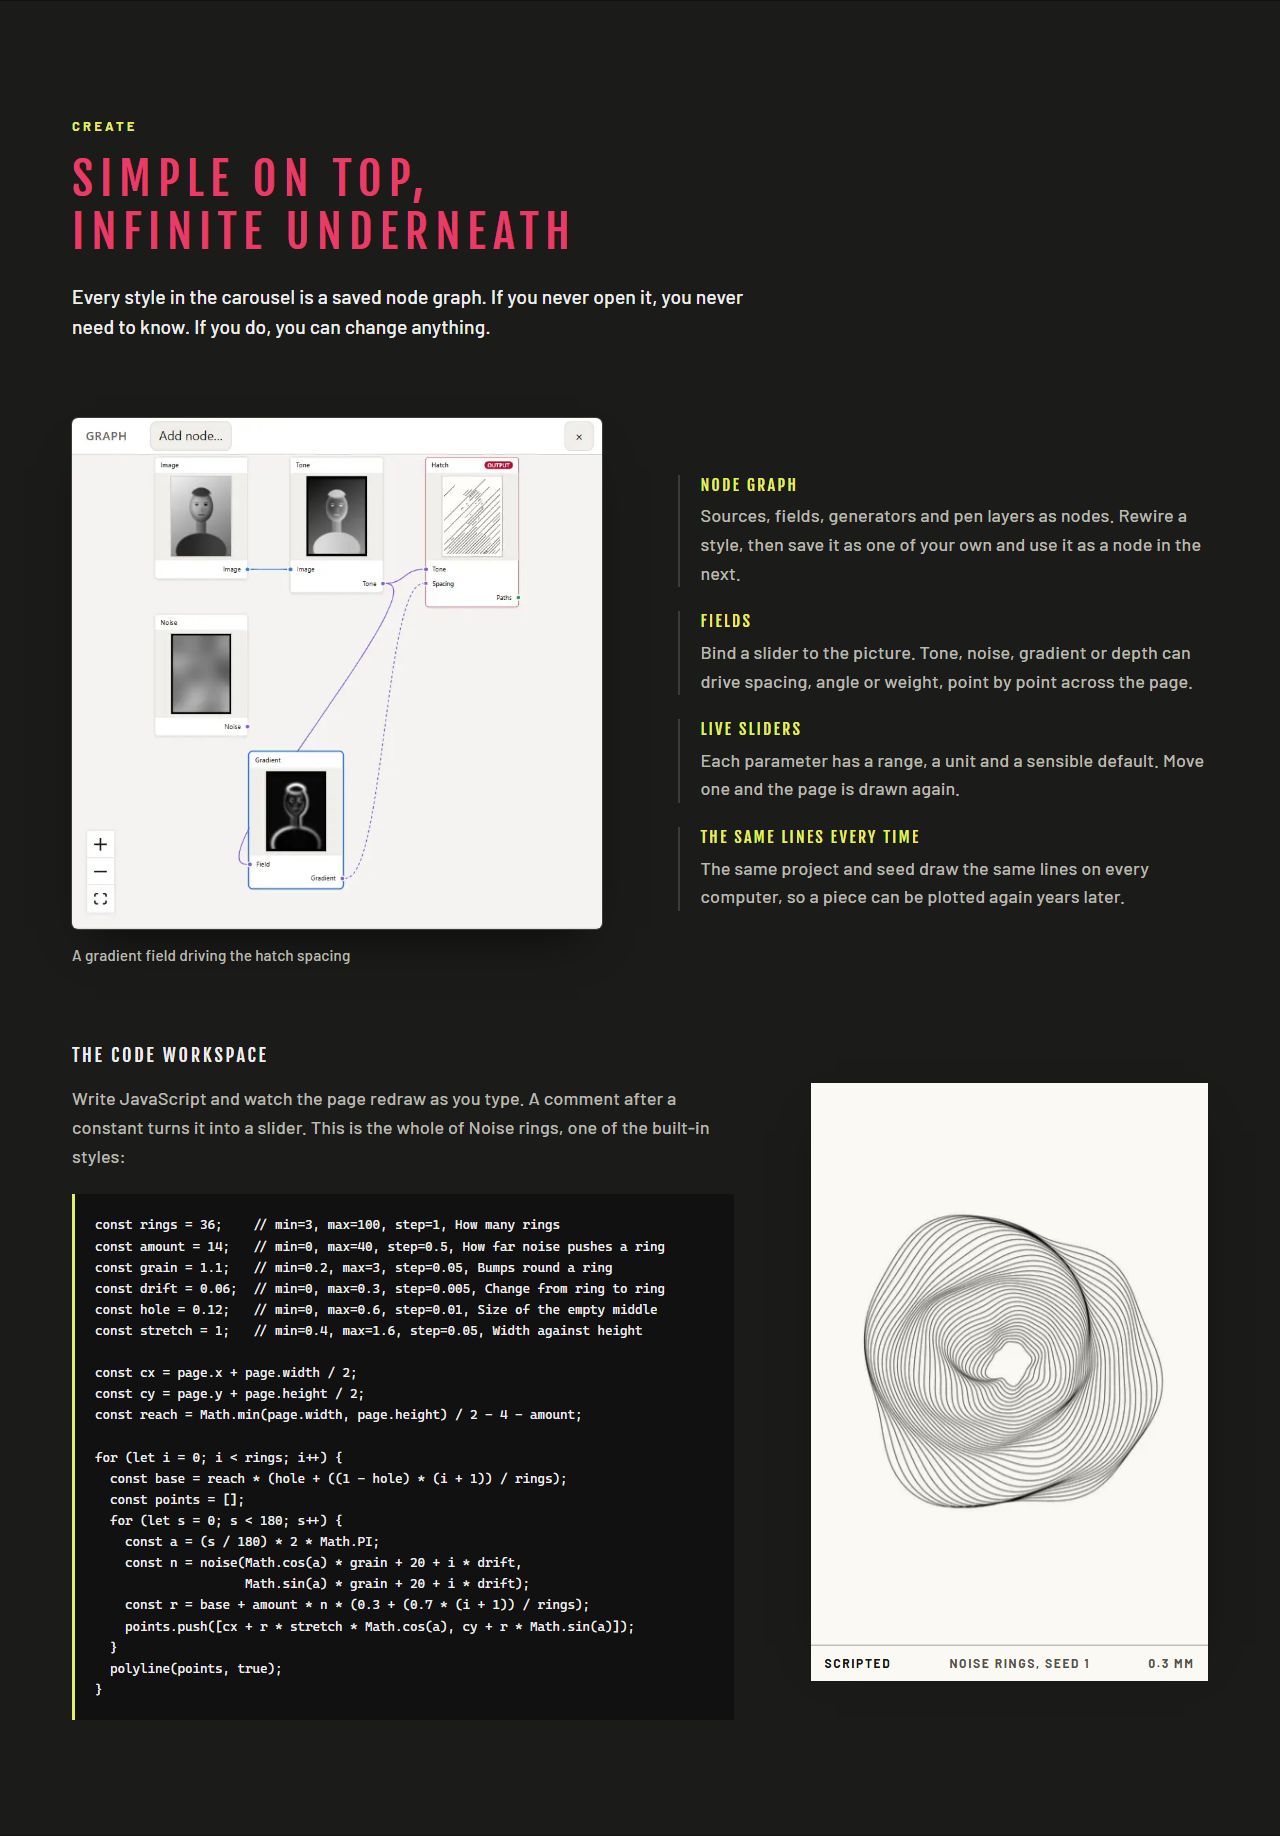 CREATE
SIMPLE ON TOP,
INFINITE UNDERNEATH
Every style in the carousel is a saved node graph. If you never open it, you never
need to know. If you do, you can change anything.
GRAPH
Add node...
×
Image
Tone
Hatch
OUTPUT
Image
Image
Tone
Tone
Spacing
Paths
Noise
Noise
Gradient
Field
Gradient
A gradient field driving the hatch spacing
NODE GRAPH
Sources, fields, generators and pen layers as nodes. Rewire a
style, then save it as one of your own and use it as a node in the
next.
FIELDS
Bind a slider to the picture. Tone, noise, gradient or depth can
drive spacing, angle or weight, point by point across the page.
LIVE SLIDERS
Each parameter has a range, a unit and a sensible default. Move
one and the page is drawn again.
THE SAME LINES EVERY TIME
The same project and seed draw the same lines on every
computer, so a piece can be plotted again years later.
THE CODE WORKSPACE
Write JavaScript and watch the page redraw as you type. A comment after a
constant turns it into a slider. This is the whole of Noise rings, one of the built-in
styles:
const rings = 36;    // min=3, max=100, step=1, How many rings
const amount = 14;   // min=0, max=40, step=0.5, How far noise pushes a ring
const grain = 1.1;   // min=0.2, max=3, step=0.05, Bumps round a ring
const drift = 0.06;  // min=0, max=0.3, step=0.005, Change from ring to ring
const hole = 0.12;   // min=0, max=0.6, step=0.01, Size of the empty middle
const stretch = 1;   // min=0.4, max=1.6, step=0.05, Width against height
const cx = page.x + page.width / 2;
const cy = page.y + page.height / 2;
const reach = Math.min(page.width, page.height) / 2 - 4 - amount;
for (let i = 0; i < rings; i++) {
  const base = reach * (hole + ((1 - hole) * (i + 1)) / rings);
  const points = [];
  for (let s = 0; s < 180; s++) {
    const a = (s / 180) * 2 * Math.PI;
    const n = noise(Math.cos(a) * grain + 20 + i * drift,
                    Math.sin(a) * grain + 20 + i * drift);
    const r = base + amount * n * (0.3 + (0.7 * (i + 1)) / rings);
    points.push([cx + r * stretch * Math.cos(a), cy + r * Math.sin(a)]);
  }
  polyline(points, true);
}
SCRIPTED
NOISE RINGS, SEED 1
0.3 MM